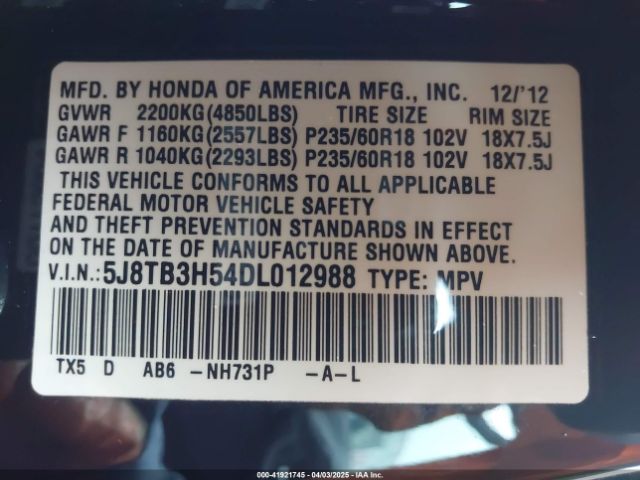 MFD. BY HONDA OF AMERICA MFG., INC. 12/'12
GVWR 2200KG(4850LBS) TIRE SIZE RIM SIZE
GAWR F 1160KG(2557LBS) P235/60R18 102V 18X7.5J
GAWR R 1040KG(2293LBS) P235/60R18 102V 18X7.5J
THIS VEHICLE CONFORMS TO ALL APPLICABLE
FEDERAL MOTOR VEHICLE SAFETY
AND THEFT PREVENTION STANDARDS IN EFFECT
ON THE DATE OF MANUFACTURE SHOWN ABOVE.
V.I.N.:5J8TB3H54DL012988 TYPE: MPV
TX5 D AB6 -NH731P -A-L
000-41921745 - 04/03/2025 - IAA Inc.